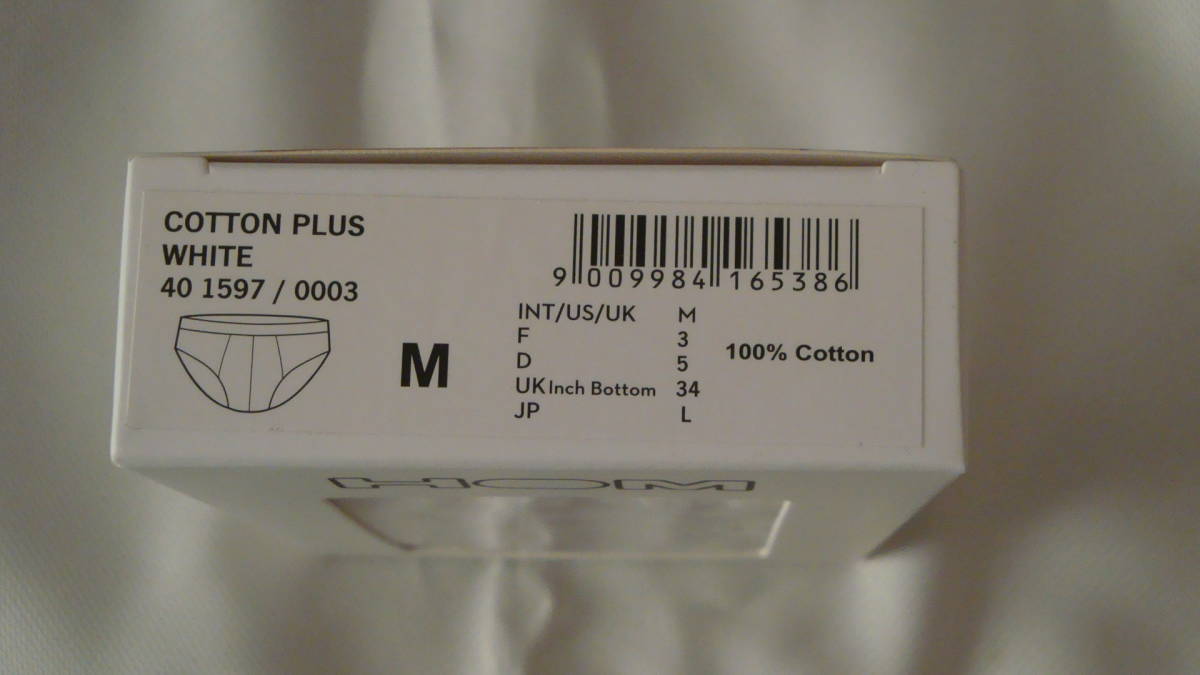 COTTON PLUS
WHITE
40 1597 / 0003
M
9 009984 165386
INT/US/UK M
F 3
D 5
UK Inch Bottom 34
JP L
100% Cotton
HOM